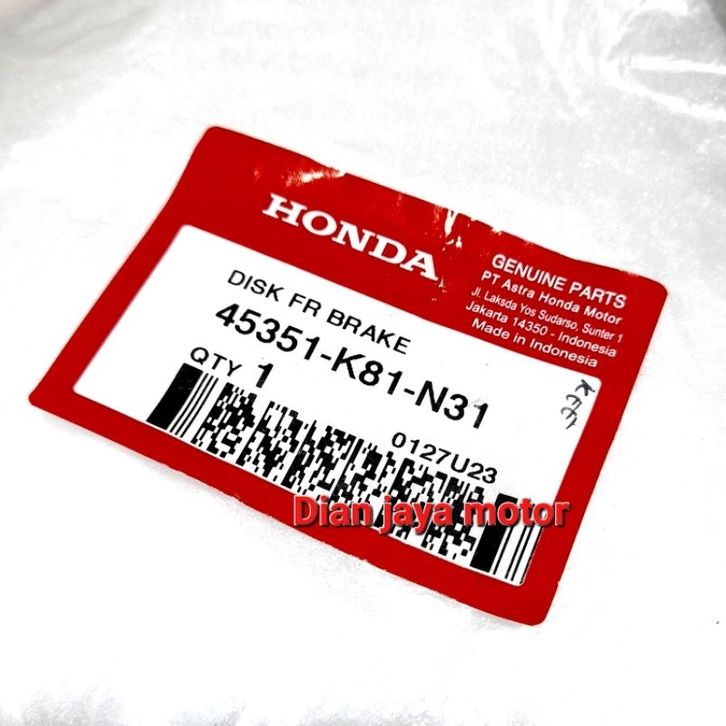 HONDA
GENUINE PARTS
PT Astra Honda Motor
Jl. Laksda Yos Sudarso, Sunter 1
Jakarta 14350 - Indonesia
Made in Indonesia
DISK FR BRAKE
45351-K81-N31
QTY 1
0127U23
Dian jaya motor